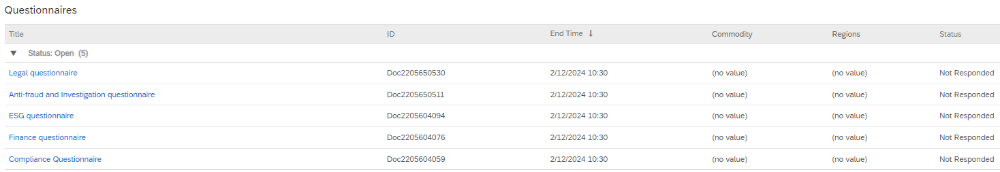 Questionnaires
Title ID End Time ↓ Commodity Regions Status
▼ Status: Open (5)
Legal questionnaire Doc2205650530 2/12/2024 10:30 (no value) (no value) Not Responded
Anti-fraud and Investigation questionnaire Doc2205650511 2/12/2024 10:30 (no value) (no value) Not Responded
ESG questionnaire Doc2205604094 2/12/2024 10:30 (no value) (no value) Not Responded
Finance questionnaire Doc2205604076 2/12/2024 10:30 (no value) (no value) Not Responded
Compliance Questionnaire Doc2205604059 2/12/2024 10:30 (no value) (no value) Not Responded